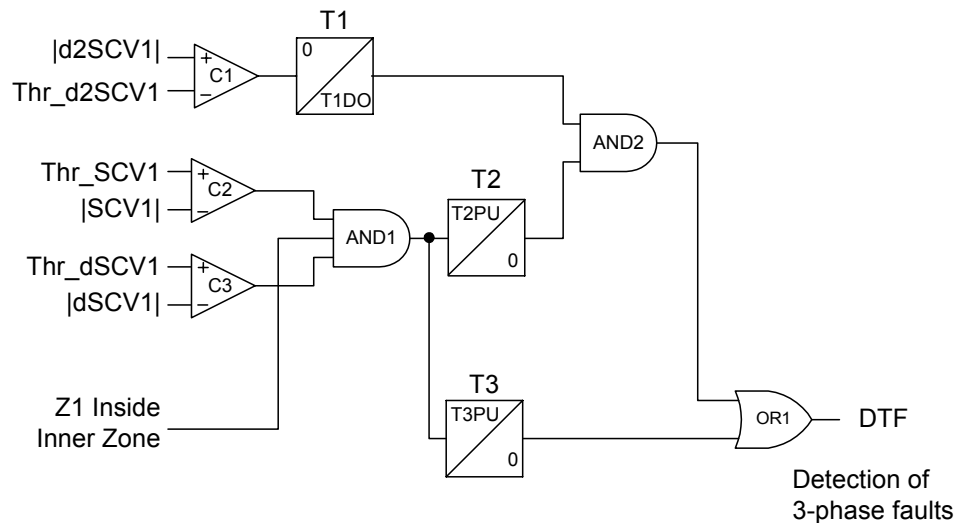 T1
|d2SCV1|
+
C1
0
Thr_d2SCV1
−
T1DO
AND2
Thr_SCV1
+
C2
|SCV1|
−
T2
T2PU
0
AND1
Thr_dSCV1
+
C3
|dSCV1|
−
Z1 Inside
Inner Zone
T3
T3PU
0
OR1
DTF
Detection of
3-phase faults